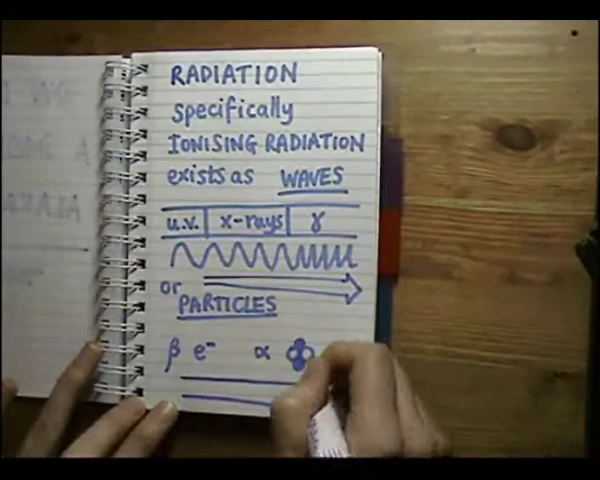 RADIATION
specifically
IONISING RADIATION
exists as WAVES
u.v. x-rays γ
or
PARTICLES
β e⁻ α